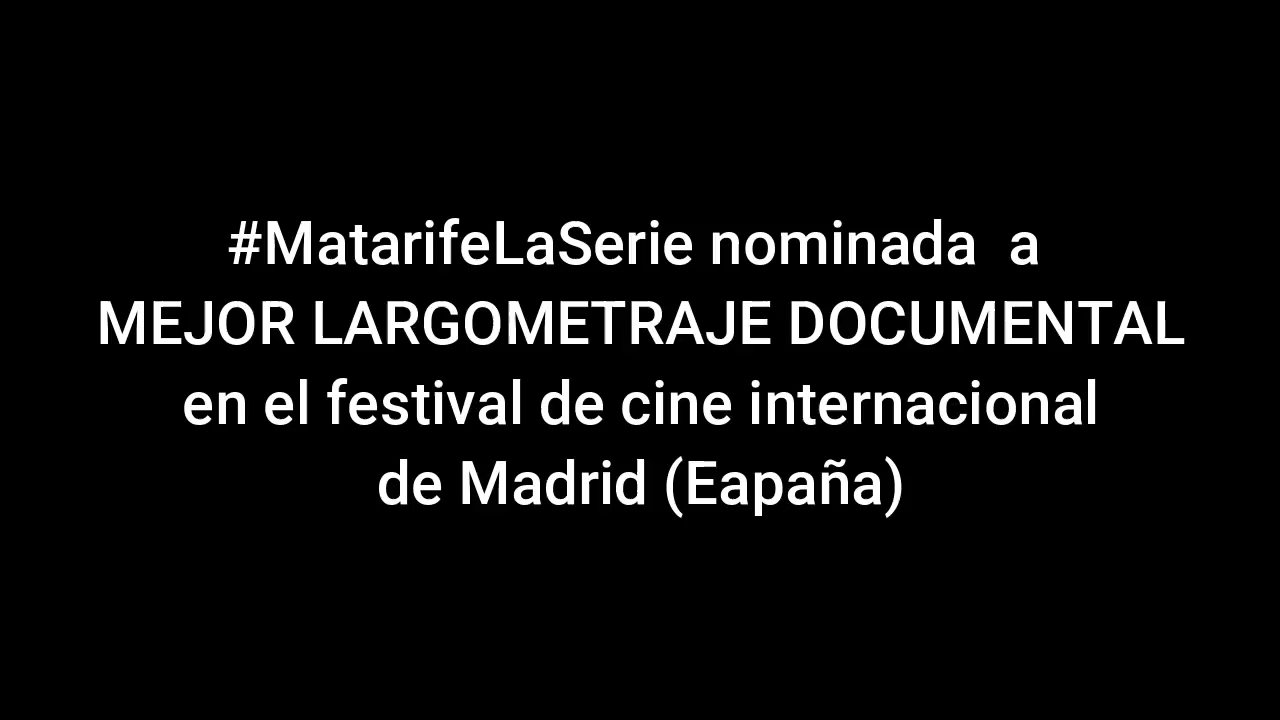 #MatarifeLaSerie nominada  a
MEJOR LARGOMETRAJE DOCUMENTAL
en el festival de cine internacional
de Madrid (Eapaña)